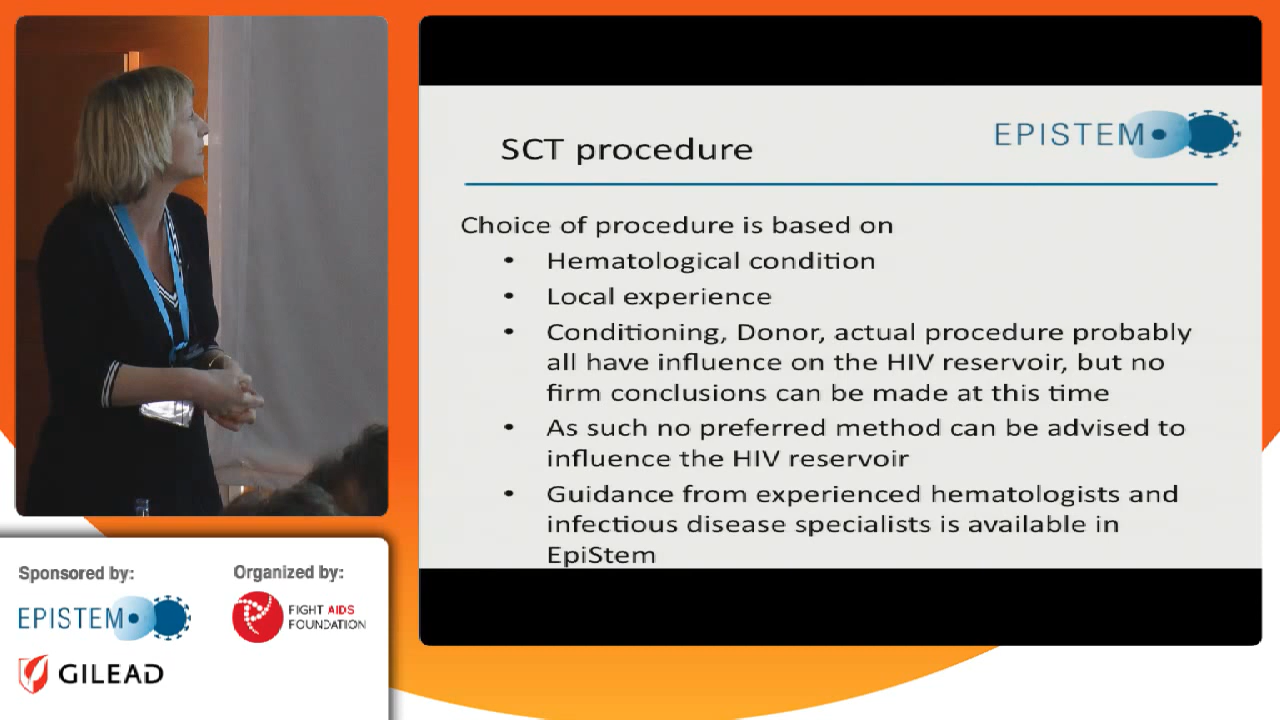 EPISTEM
SCT procedure
Choice of procedure is based on
• Hematological condition
• Local experience
• Conditioning, Donor, actual procedure probably
all have influence on the HIV reservoir, but no
firm conclusions can be made at this time
• As such no preferred method can be advised to
influence the HIV reservoir
• Guidance from experienced hematologists and
infectious disease specialists is available in
EpiStem
Sponsored by:
EPISTEM
GILEAD
Organized by:
FIGHT AIDS
FOUNDATION